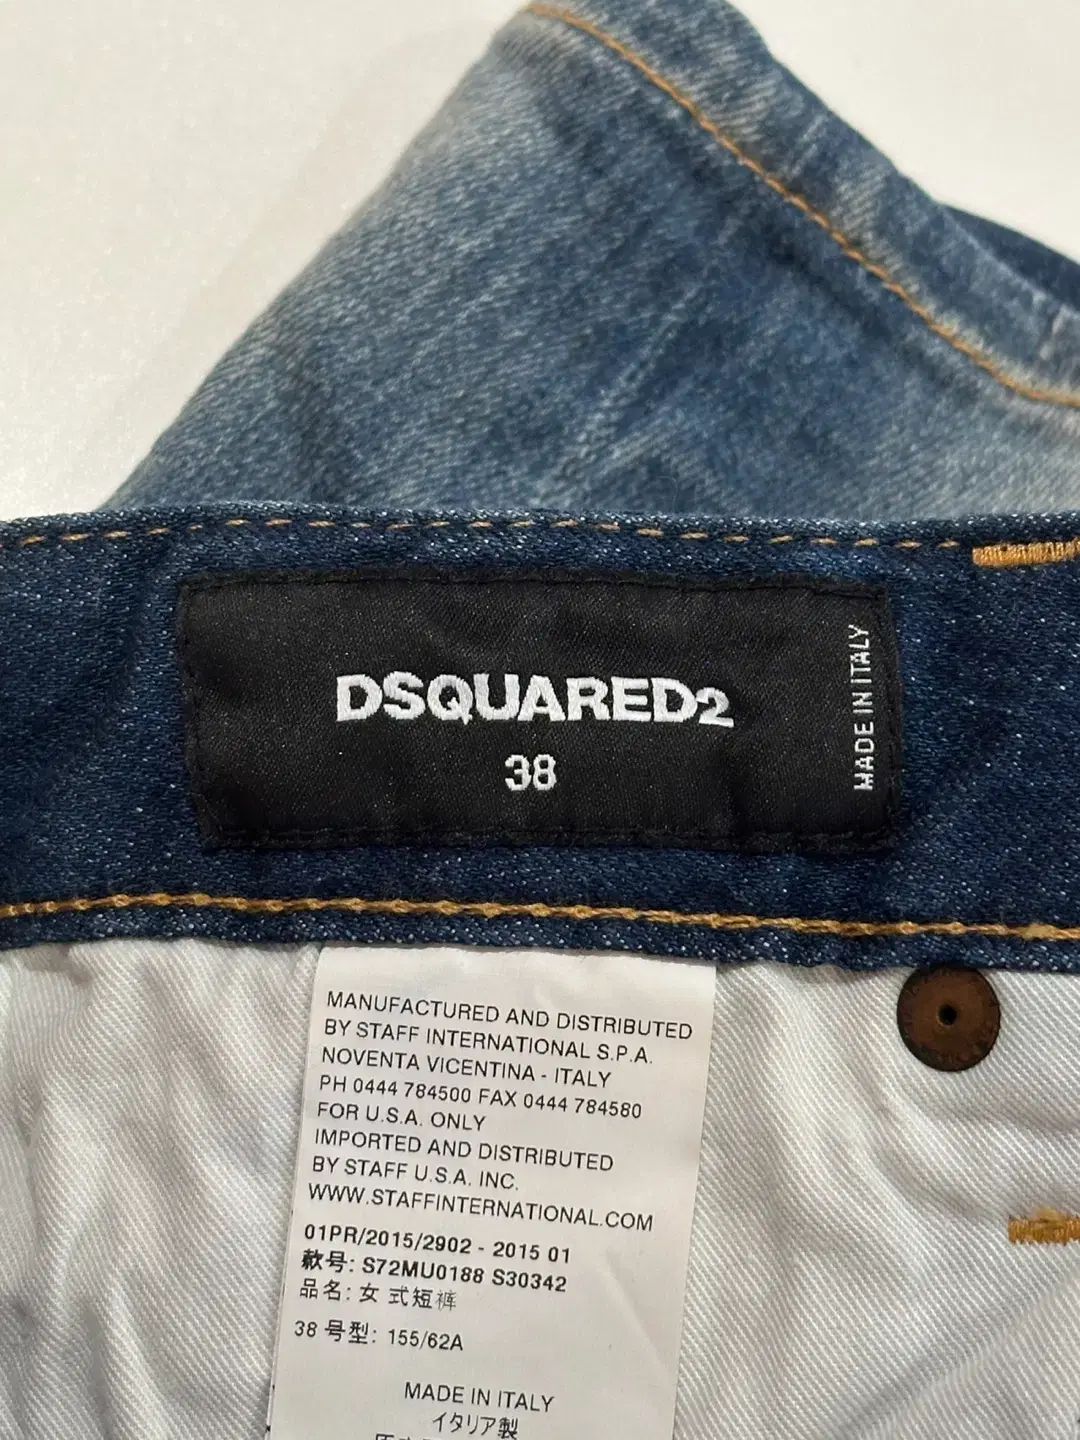 DSQUARED2
38
MADE IN ITALY
MANUFACTURED AND DISTRIBUTED
BY STAFF INTERNATIONAL S.P.A.
NOVENTA VICENTINA - ITALY
PH 0444 784500 FAX 0444 784580
FOR U.S.A. ONLY
IMPORTED AND DISTRIBUTED
BY STAFF U.S.A. INC.
WWW.STAFFINTERNATIONAL.COM
01PR/2015/2902 - 2015 01
款号: S72MU0188 S30342
品名: 女 式短裤
38 号型: 155/62A
MADE IN ITALY
イタリア製